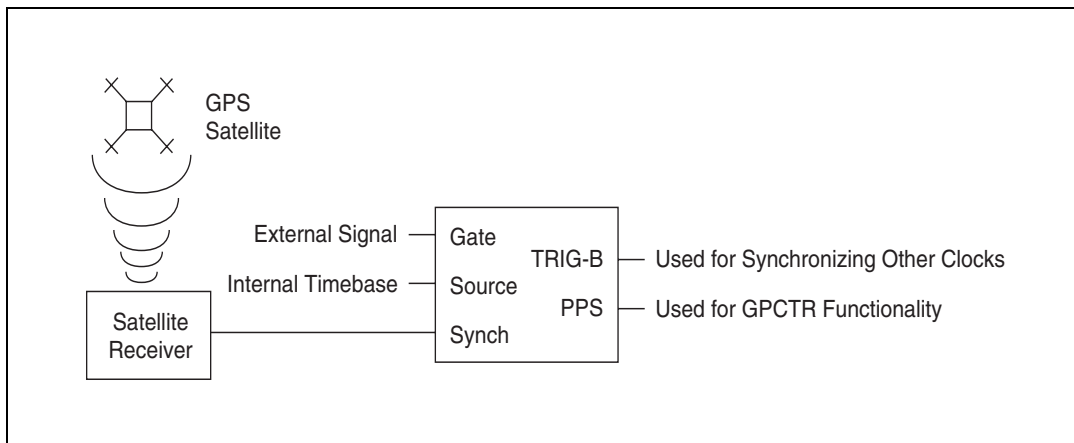 GPS
Satellite
External Signal
Gate
TRIG-B
Used for Synchronizing Other Clocks
Internal Timebase
Source
PPS
Used for GPCTR Functionality
Satellite
Receiver
Synch